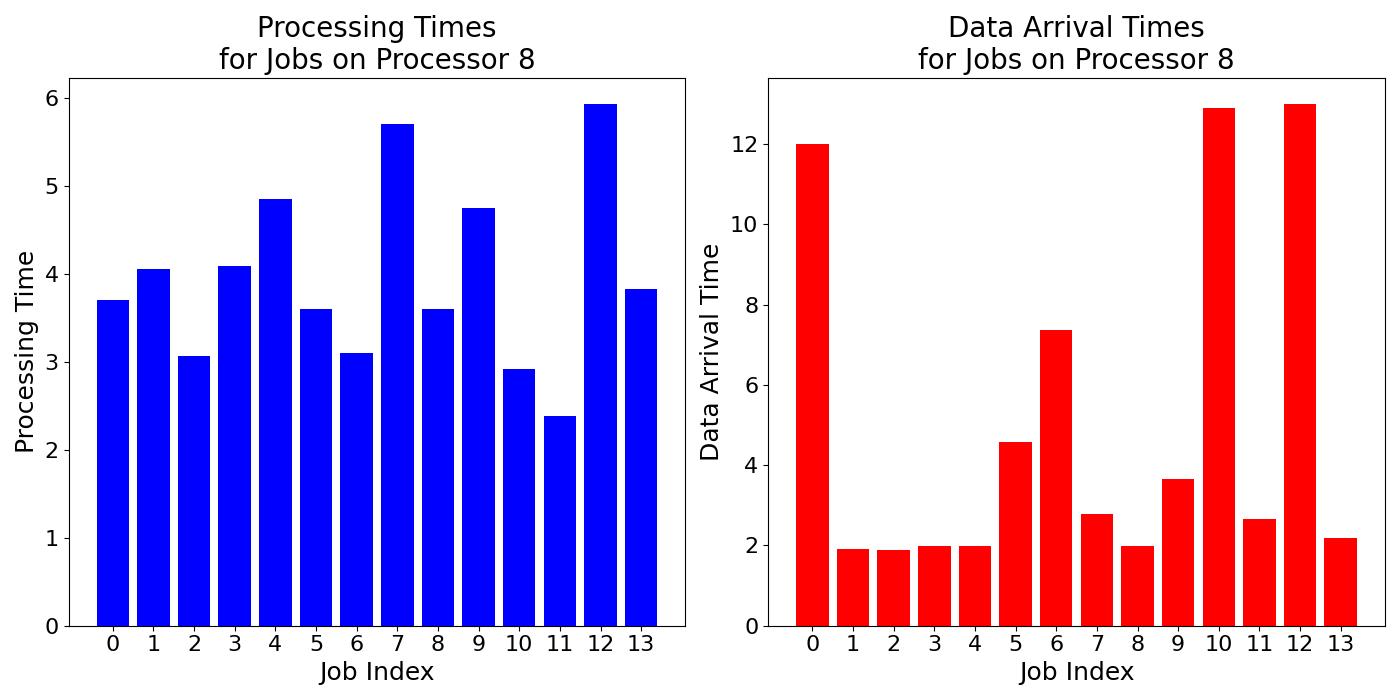 Processing Times
for Jobs on Processor 8
Processing Time
6
5
4
3
2
1
0
0 1 2 3 4 5 6 7 8 9 10 11 12 13
Job Index
Data Arrival Times
for Jobs on Processor 8
Data Arrival Time
12
10
8
6
4
2
0
0 1 2 3 4 5 6 7 8 9 10 11 12 13
Job Index